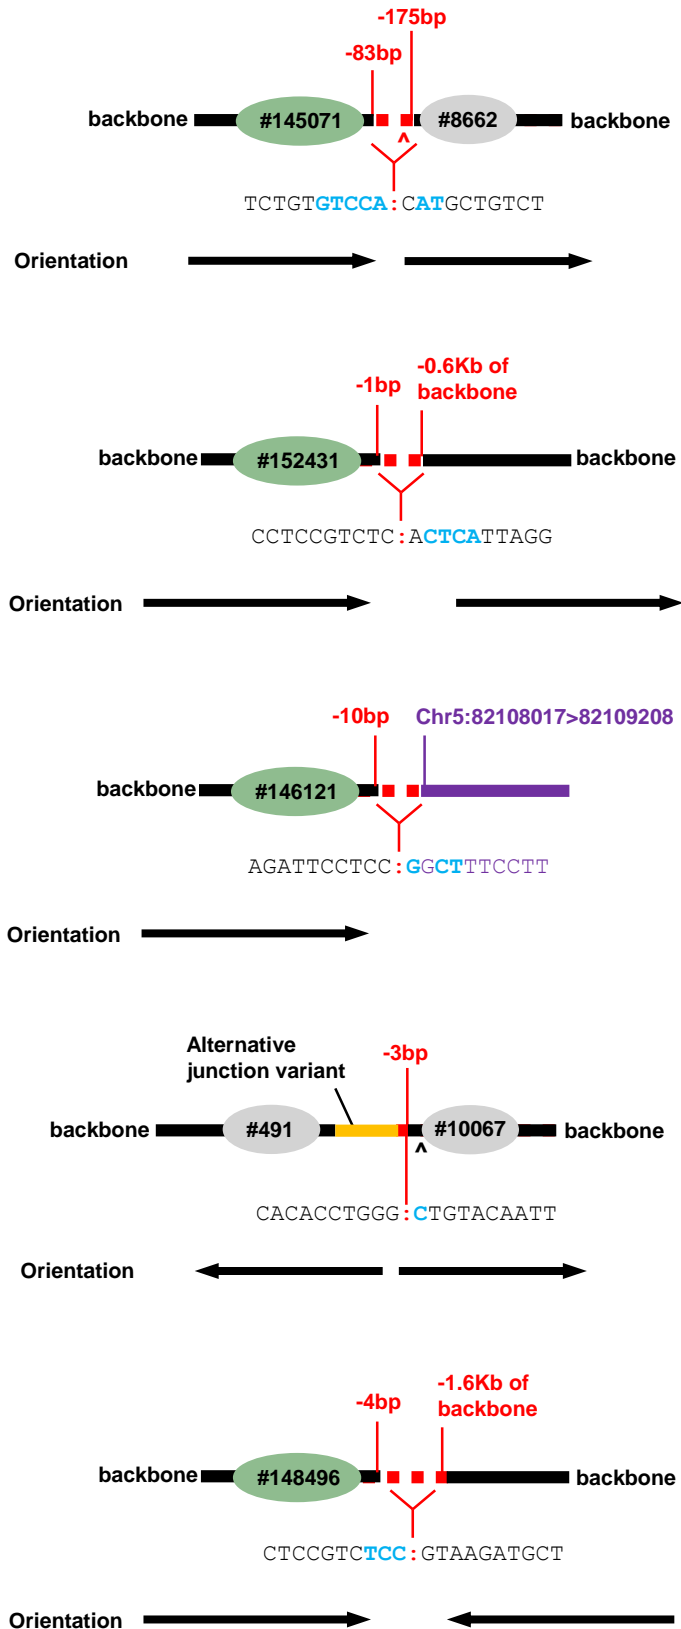 -175bp
-83bp
backbone #145071 ^ #8662 backbone
TCTGTGTCCA:CATGCTGTCT
Orientation
-0.6Kb of
backbone
-1bp
backbone #152431 backbone
CCTCCGTCTC:ACTCATTAGG
Orientation
-10bp Chr5:82108017>82109208
backbone #146121
AGATTCCTCC:GGCTTTCCTT
Orientation
Alternative
junction variant
-3bp
backbone #491 ^ #10067 backbone
CACACCTGGG:CTGTACAATT
Orientation
-1.6Kb of
backbone
-4bp
backbone #148496 backbone
CTCCGTCTCC:GTAAGATGCT
Orientation